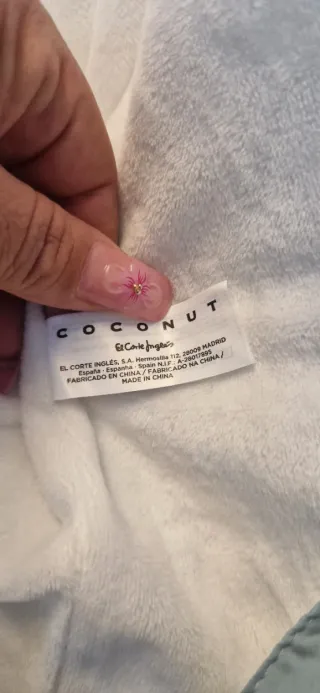 COCONUT
El Corte Inglés
EL CORTE INGLÉS, S.A. Hermosilla 112, 28009 MADRID
España · Espanha · Spain N.I.F.: A-28017895
FABRICADO EN CHINA / FABRICADO NA CHINA /
MADE IN CHINA